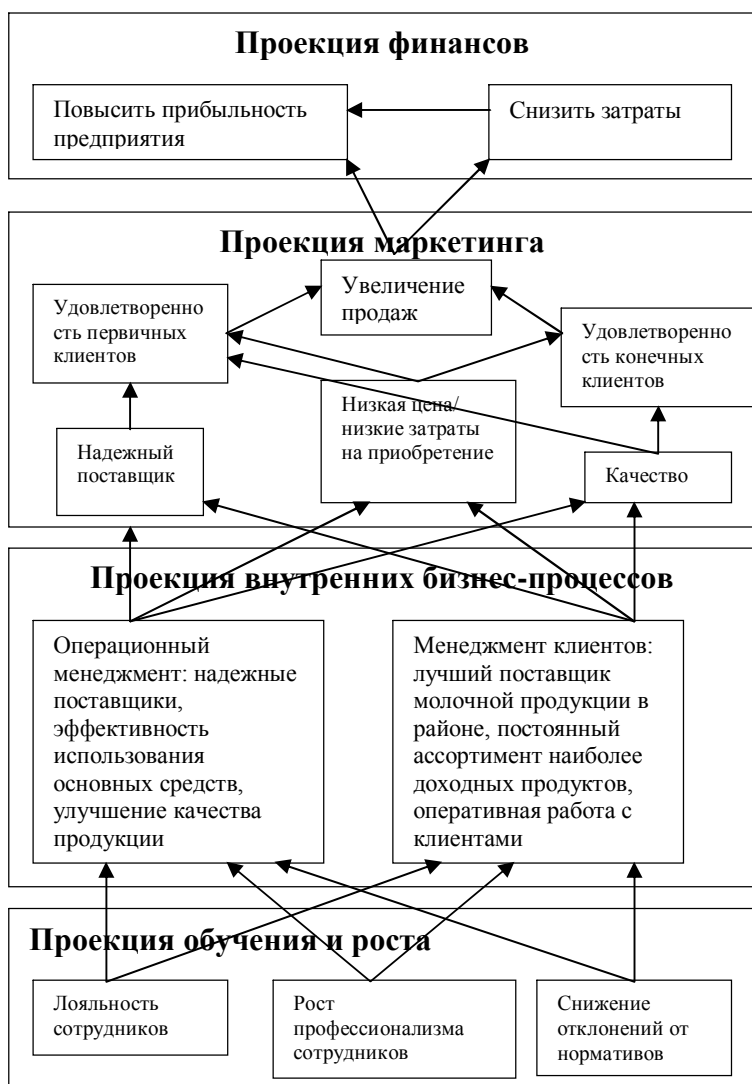 Проекция финансов
Повысить прибыльность
предприятия
Снизить затраты
Проекция маркетинга
Увеличение
продаж
Удовлетворенно
сть первичных
клиентов
Удовлетворенно
сть конечных
клиентов
Низкая цена/
низкие затраты
на приобретение
Надежный
поставщик
Качество
Проекция внутренних бизнес-процессов
Операционный
менеджмент: надежные
поставщики,
эффективность
использования
основных средств,
улучшение качества
продукции
Менеджмент клиентов:
лучший поставщик
молочной продукции в
районе, постоянный
ассортимент наиболее
доходных продуктов,
оперативная работа с
клиентами
Проекция обучения и роста
Лояльность
сотрудников
Рост
профессионализма
сотрудников
Снижение
отклонений от
нормативов